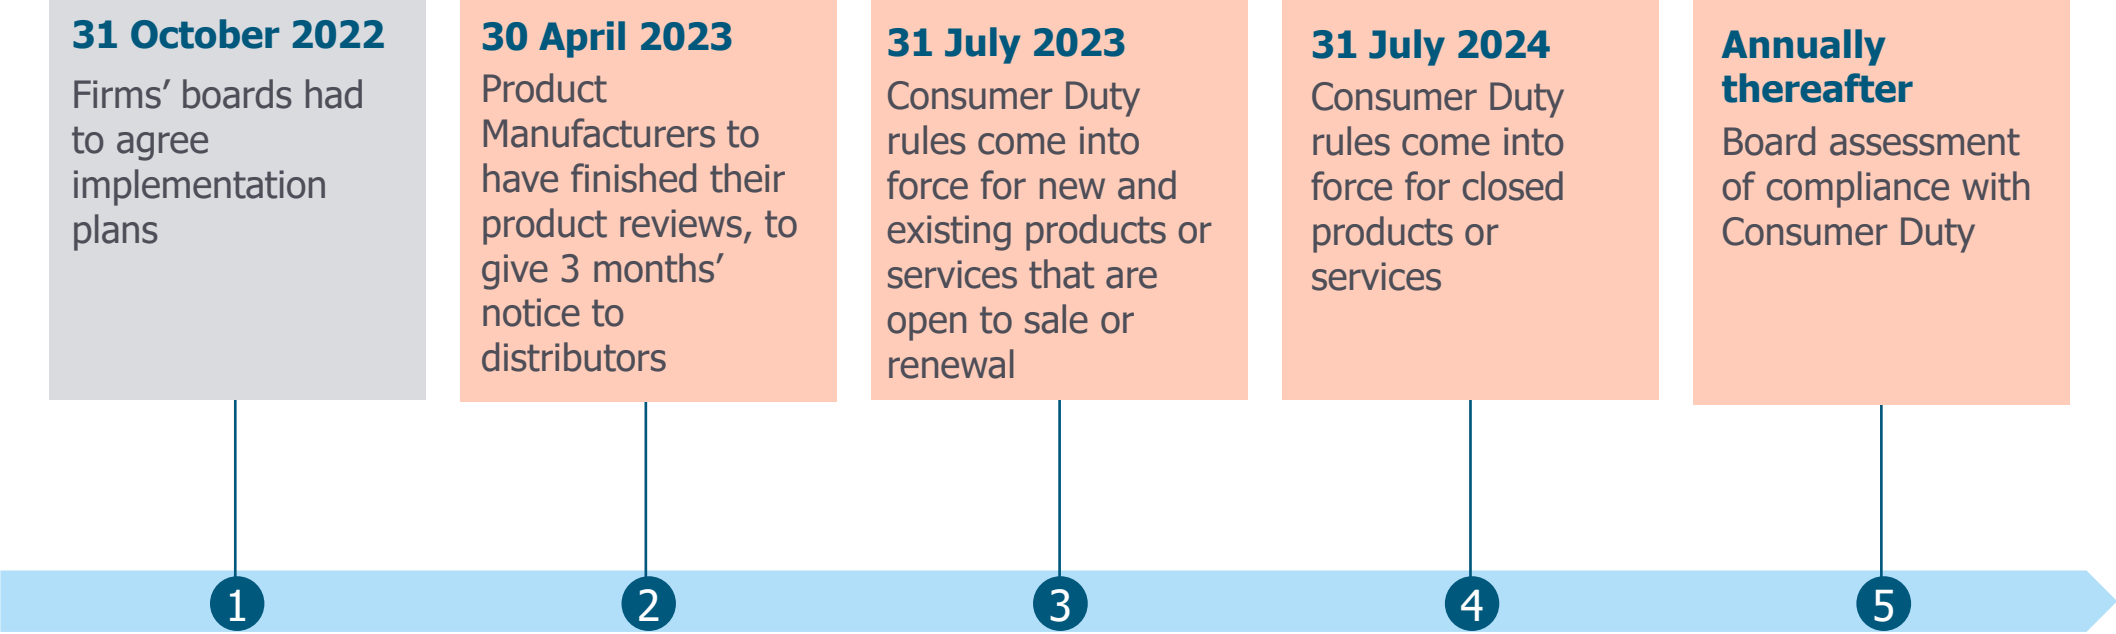 31 October 2022
Firms’ boards had
to agree
implementation
plans
30 April 2023
Product
Manufacturers to
have finished their
product reviews, to
give 3 months’
notice to
distributors
31 July 2023
Consumer Duty
rules come into
force for new and
existing products or
services that are
open to sale or
renewal
31 July 2024
Consumer Duty
rules come into
force for closed
products or
services
Annually
thereafter
Board assessment
of compliance with
Consumer Duty
1
2
3
4
5